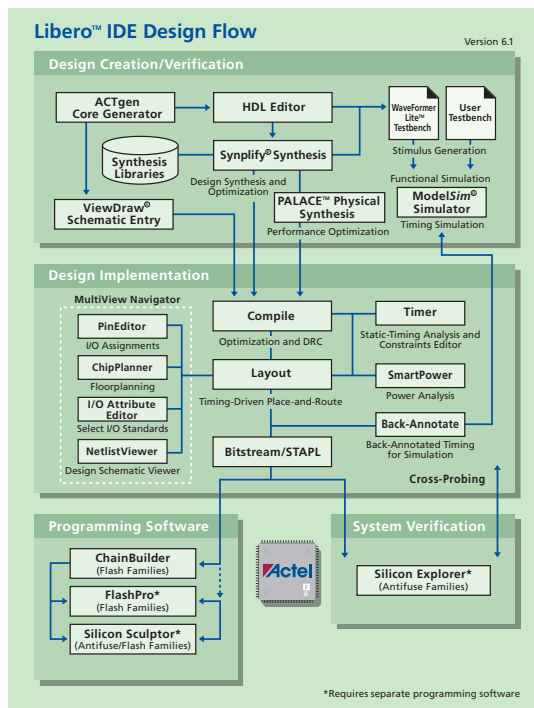 Libero™ IDE Design Flow
Version 6.1
Design Creation/Verification
ACTgen
Core Generator
HDL Editor
WaveFormer
Lite™
Testbench
User
Testbench
Synthesis
Libraries
Synplify® Synthesis
Design Synthesis and
Optimization
Stimulus Generation
Functional Simulation
ViewDraw®
Schematic Entry
PALACE™ Physical
Synthesis
Performance Optimization
ModelSim®
Simulator
Timing Simulation
Design Implementation
MultiView Navigator
PinEditor
I/O Assignments
ChipPlanner
Floorplanning
I/O Attribute
Editor
Select I/O Standards
NetlistViewer
Design Schematic Viewer
Compile
Optimization and DRC
Layout
Timing-Driven Place-and-Route
Bitstream/STAPL
Timer
Static-Timing Analysis and
Constraints Editor
SmartPower
Power Analysis
Back-Annotate
Back-Annotated Timing
for Simulation
Cross-Probing
Programming Software
ChainBuilder
(Flash Families)
FlashPro*
(Flash Families)
Silicon Sculptor*
(Antifuse/Flash Families)
Actel
System Verification
Silicon Explorer*
(Antifuse Families)
*Requires separate programming software